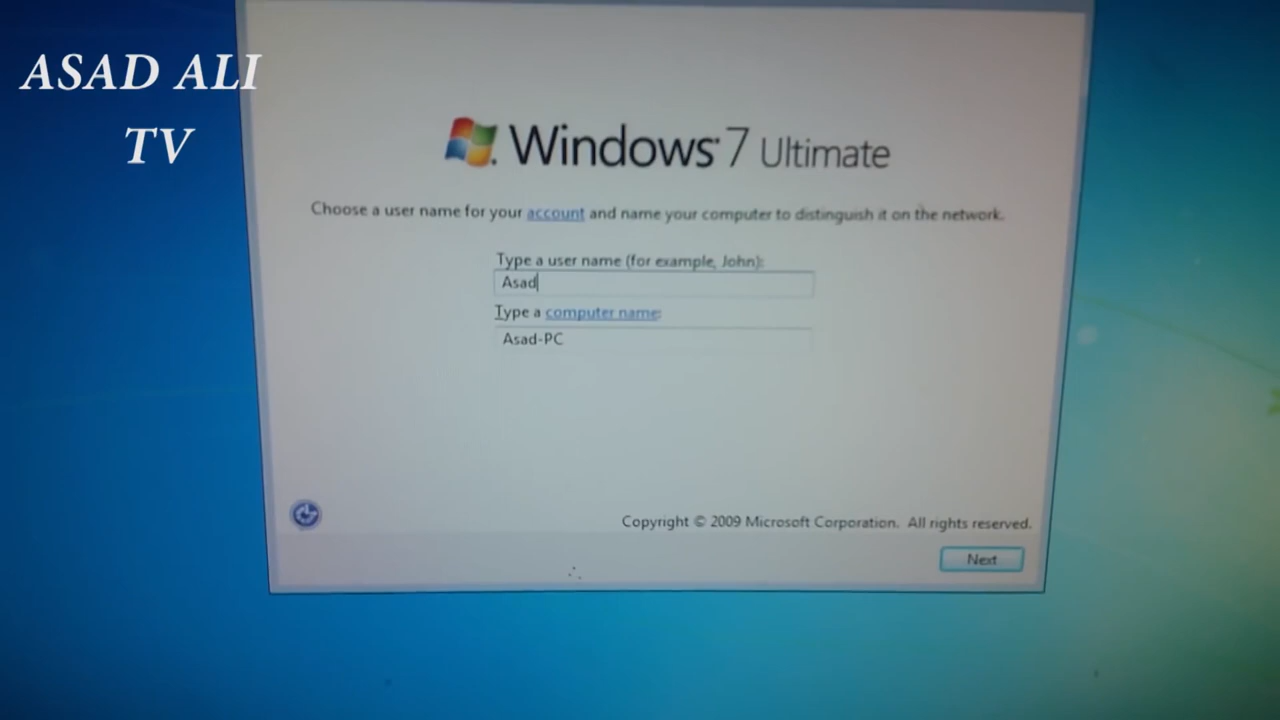 ASAD ALI
TV
Windows 7 Ultimate
Choose a user name for your account and name your computer to distinguish it on the network.
Type a user name (for example, John):
Asad
Type a computer name:
Asad-PC
Copyright © 2009 Microsoft Corporation. All rights reserved.
Next